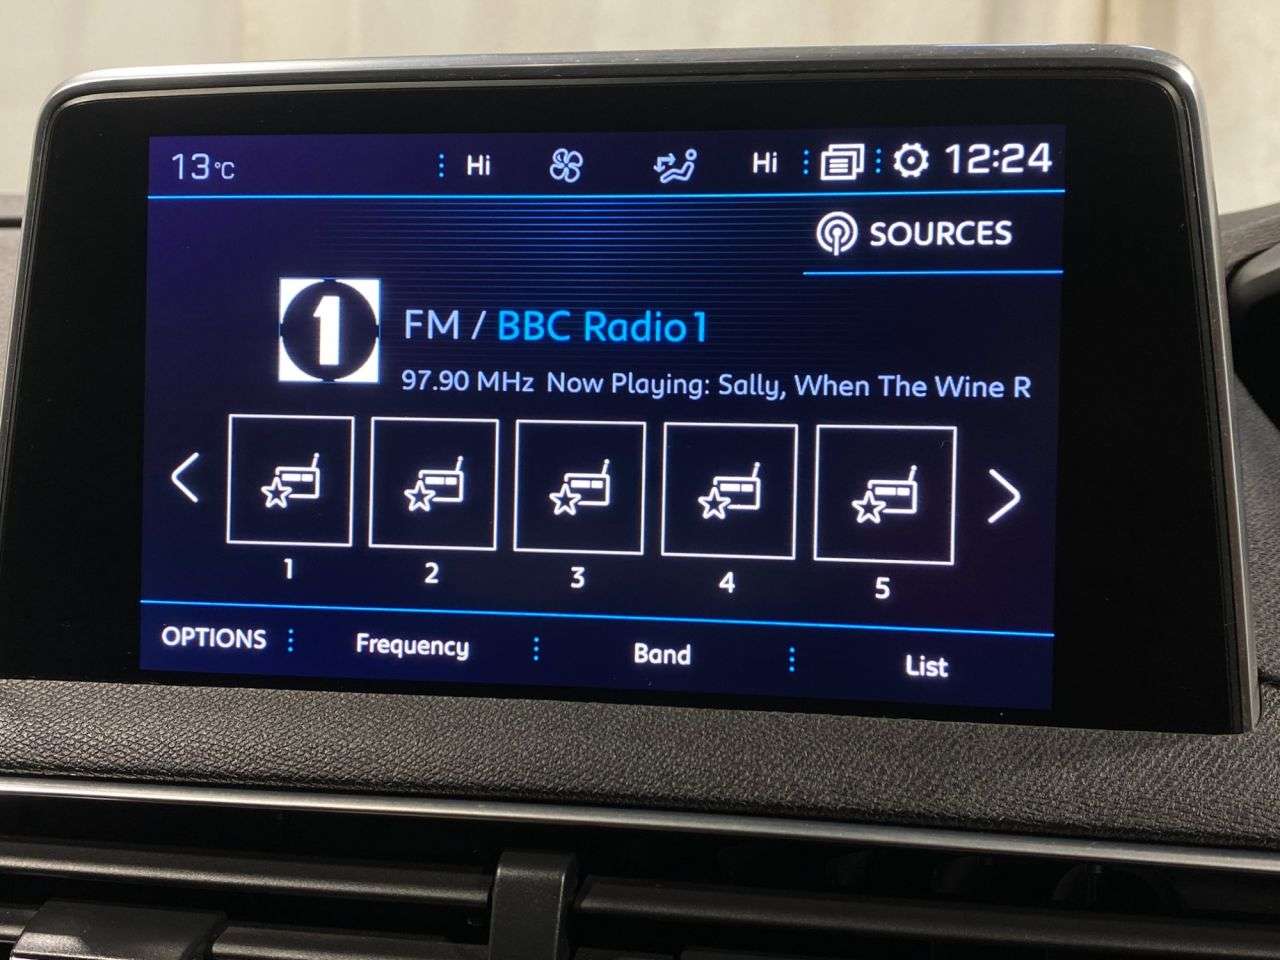 13°C Hi Hi 12:24
SOURCES
1
FM / BBC Radio 1
97.90 MHz Now Playing: Sally, When The Wine R
1 2 3 4 5
OPTIONS Frequency Band List